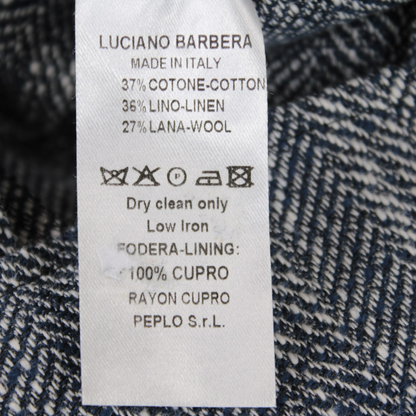 LUCIANO BARBERA
MADE IN ITALY
37% COTONE-COTTON
36% LINO-LINEN
27% LANA-WOOL
P
Dry clean only
Low Iron
FODERA-LINING:
100% CUPRO
RAYON CUPRO
PEPLO S.r.L.